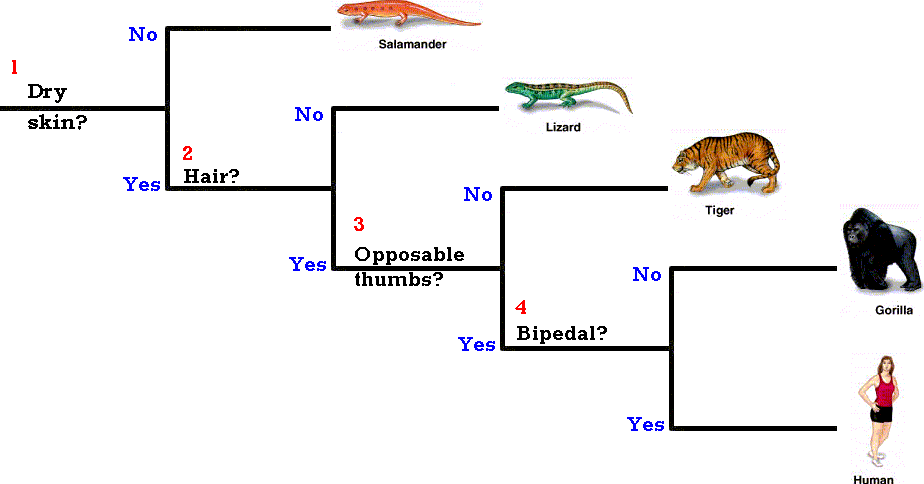 No
Salamander
1
Dry
skin?
No
Lizard
2
Yes
Hair?
No
Tiger
3
Opposable
Yes
thumbs?
No
Gorilla
4
Bipedal?
Yes
Yes
Human